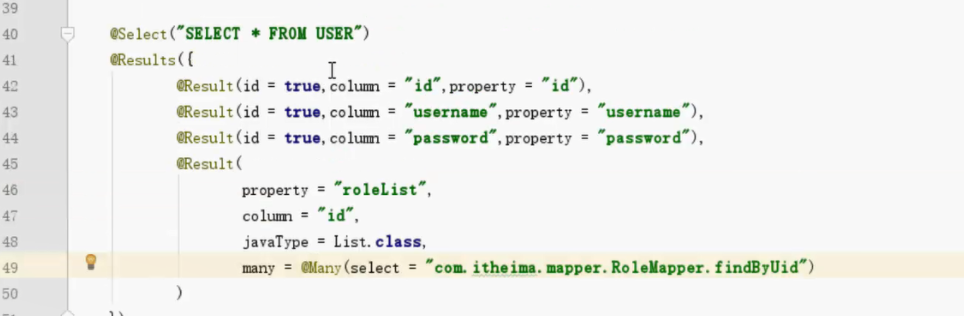 39
40 @Select("SELECT * FROM USER")
41 @Results({
42 @Result(id = true,column = "id",property = "id"),
43 @Result(id = true,column = "username",property = "username"),
44 @Result(id = true,column = "password",property = "password"),
45 @Result(
46 property = "roleList",
47 column = "id",
48 javaType = List.class,
49 many = @Many(select = "com.itheima.mapper.RoleMapper.findByUid")
50 )
})